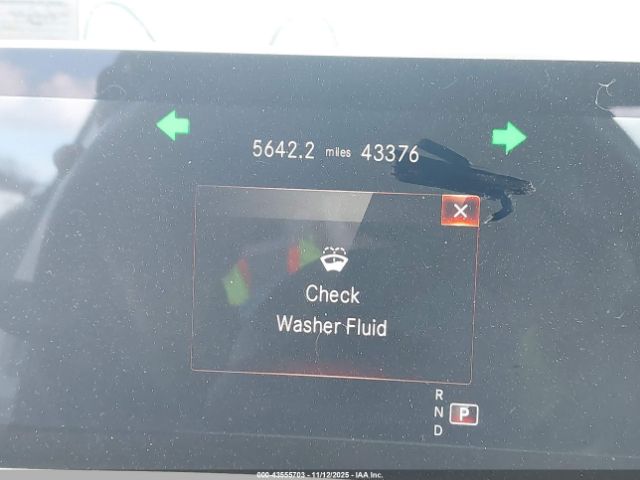 5642.2 miles 43376
X
Check
Washer Fluid
R
N P
D
000-43555703 - 11/12/2025 - IAA Inc.